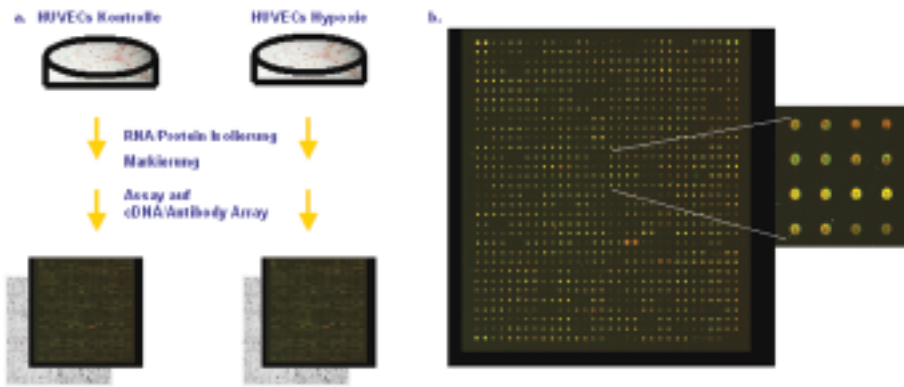 a. HUVECs Kontrolle
HUVECs Hypoxie
b.
RNA/Protein Isolierung
Markierung
Assay auf
cDNA/Antibody Array